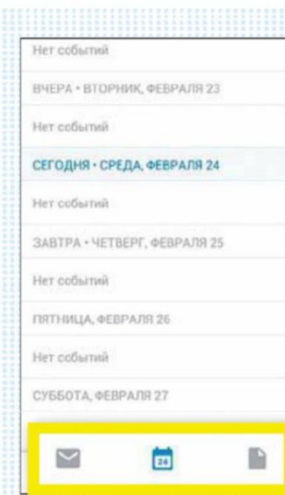 Нет событий
ВЧЕРА • ВТОРНИК, ФЕВРАЛЯ 23
Нет событий
СЕГОДНЯ • СРЕДА, ФЕВРАЛЯ 24
Нет событий
ЗАВТРА • ЧЕТВЕРГ, ФЕВРАЛЯ 25
Нет событий
ПЯТНИЦА, ФЕВРАЛЯ 26
Нет событий
СУББОТА, ФЕВРАЛЯ 27
24